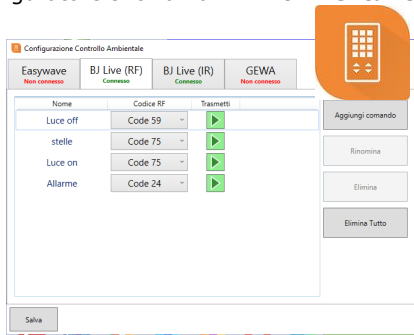 Configurazione Controllo Ambientale
Easywave
Non connesso
BJ Live (RF)
Connesso
BJ Live (IR)
Connesso
GEWA
Non connesso
Nome Codice RF Trasmetti
Luce off Code 59
stelle Code 75
Luce on Code 75
Allarme Code 24
Aggiungi comando
Rinomina
Elimina
Elimina Tutto
Salva